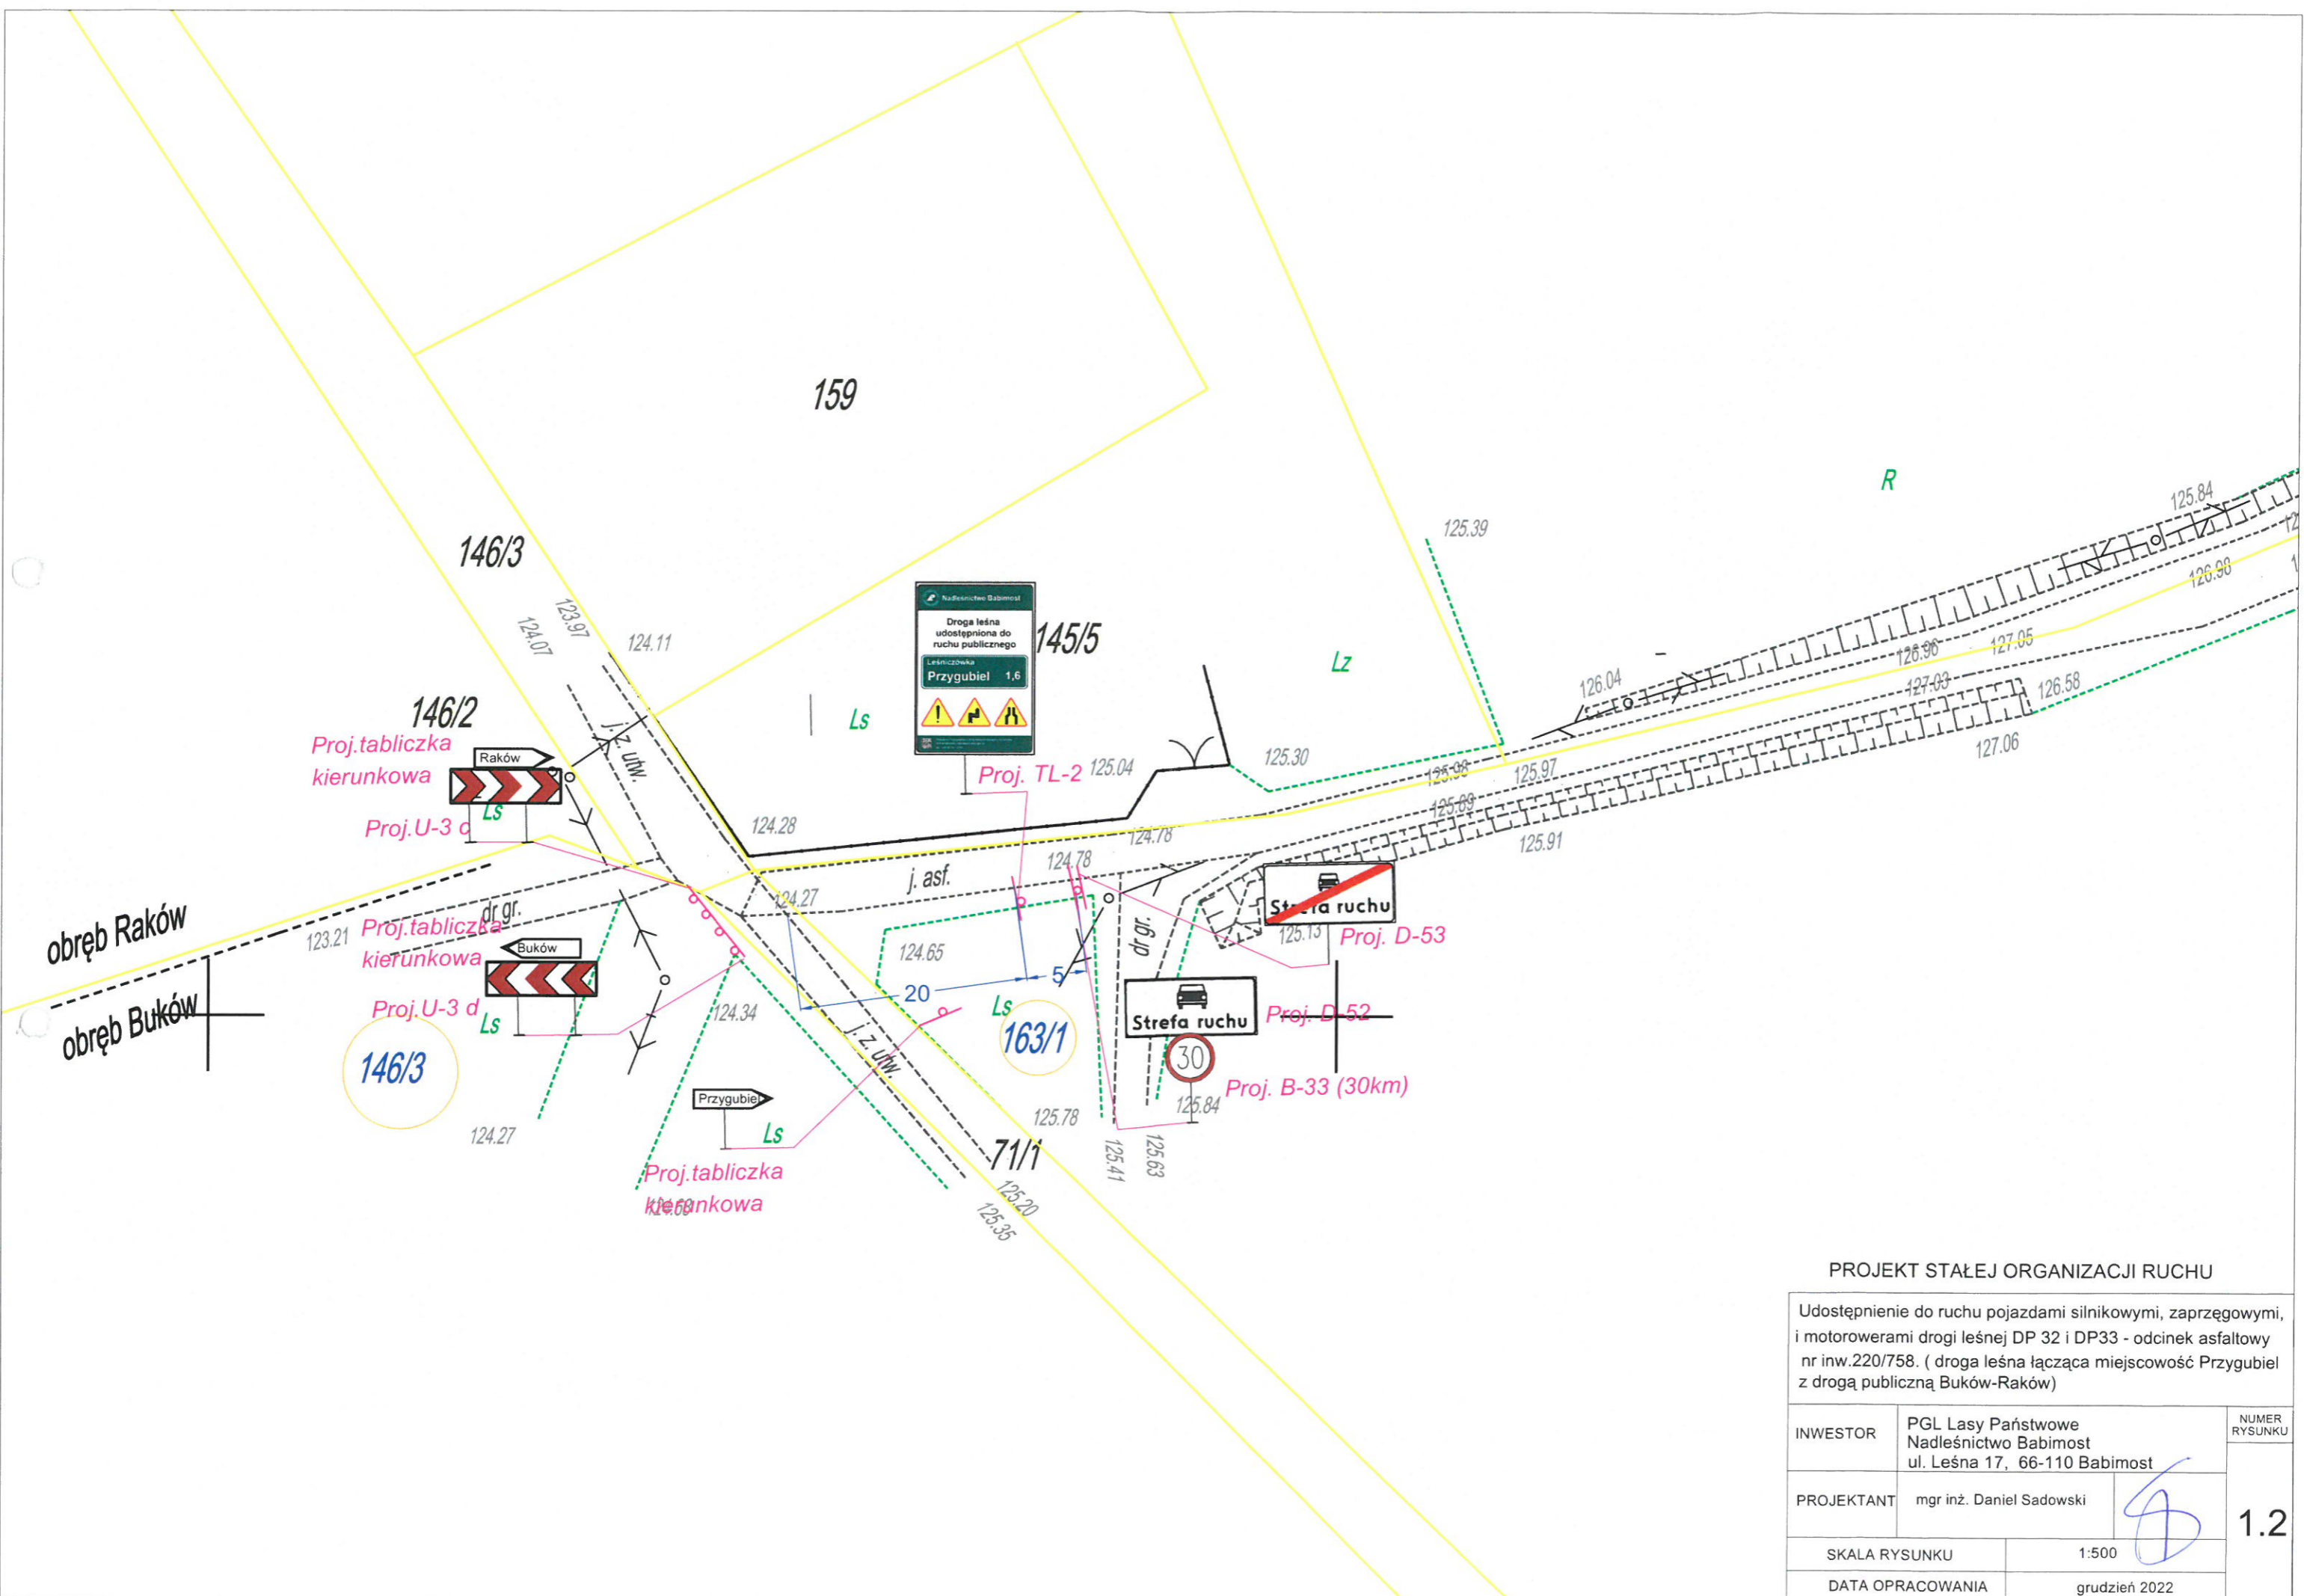 159
R
125.84
125.39
126.98
146/3
123.97
124.07
124.11
Nadleśnictwo Babimost
Droga leśna
udostępniona do
ruchu publicznego
Leśniczówka
Przygubiel 1,6
145/5
Lz
126.96
127.05
126.04
127.03
126.58
127.06
146/2
Ls
j. z. utw.
Proj.tabliczka
kierunkowa
Raków
Ls
Proj.U-3 c
Proj. TL-2
125.04
125.30
125.98
125.97
125.89
125.91
124.28
124.78
124.78
j. asf.
124.27
Strefa ruchu
125.13
Proj. D-53
obręb Raków
123.21
dr gr.
Proj.tabliczka
kierunkowa
Buków
Proj.U-3 d
Ls
obręb Buków
124.65
dr gr.
20
5
Ls
163/1
Strefa ruchu
Proj. D-52
30
Proj. B-33 (30km)
125.84
146/3
124.34
j. z. utw.
Przygubiel
Ls
124.27
125.78
71/1
125.41
125.63
Proj.tabliczka
kierunkowa
125.20
125.35
PROJEKT STAŁEJ ORGANIZACJI RUCHU
Udostępnienie do ruchu pojazdami silnikowymi, zaprzęgowymi,
i motorowerami drogi leśnej DP 32 i DP33 - odcinek asfaltowy
nr inw.220/758. ( droga leśna łącząca miejscowość Przygubiel
z drogą publiczną Buków-Raków)
INWESTOR
PGL Lasy Państwowe
Nadleśnictwo Babimost
ul. Leśna 17, 66-110 Babimost
NUMER
RYSUNKU
PROJEKTANT
mgr inż. Daniel Sadowski
1.2
SKALA RYSUNKU
1:500
DATA OPRACOWANIA
grudzień 2022